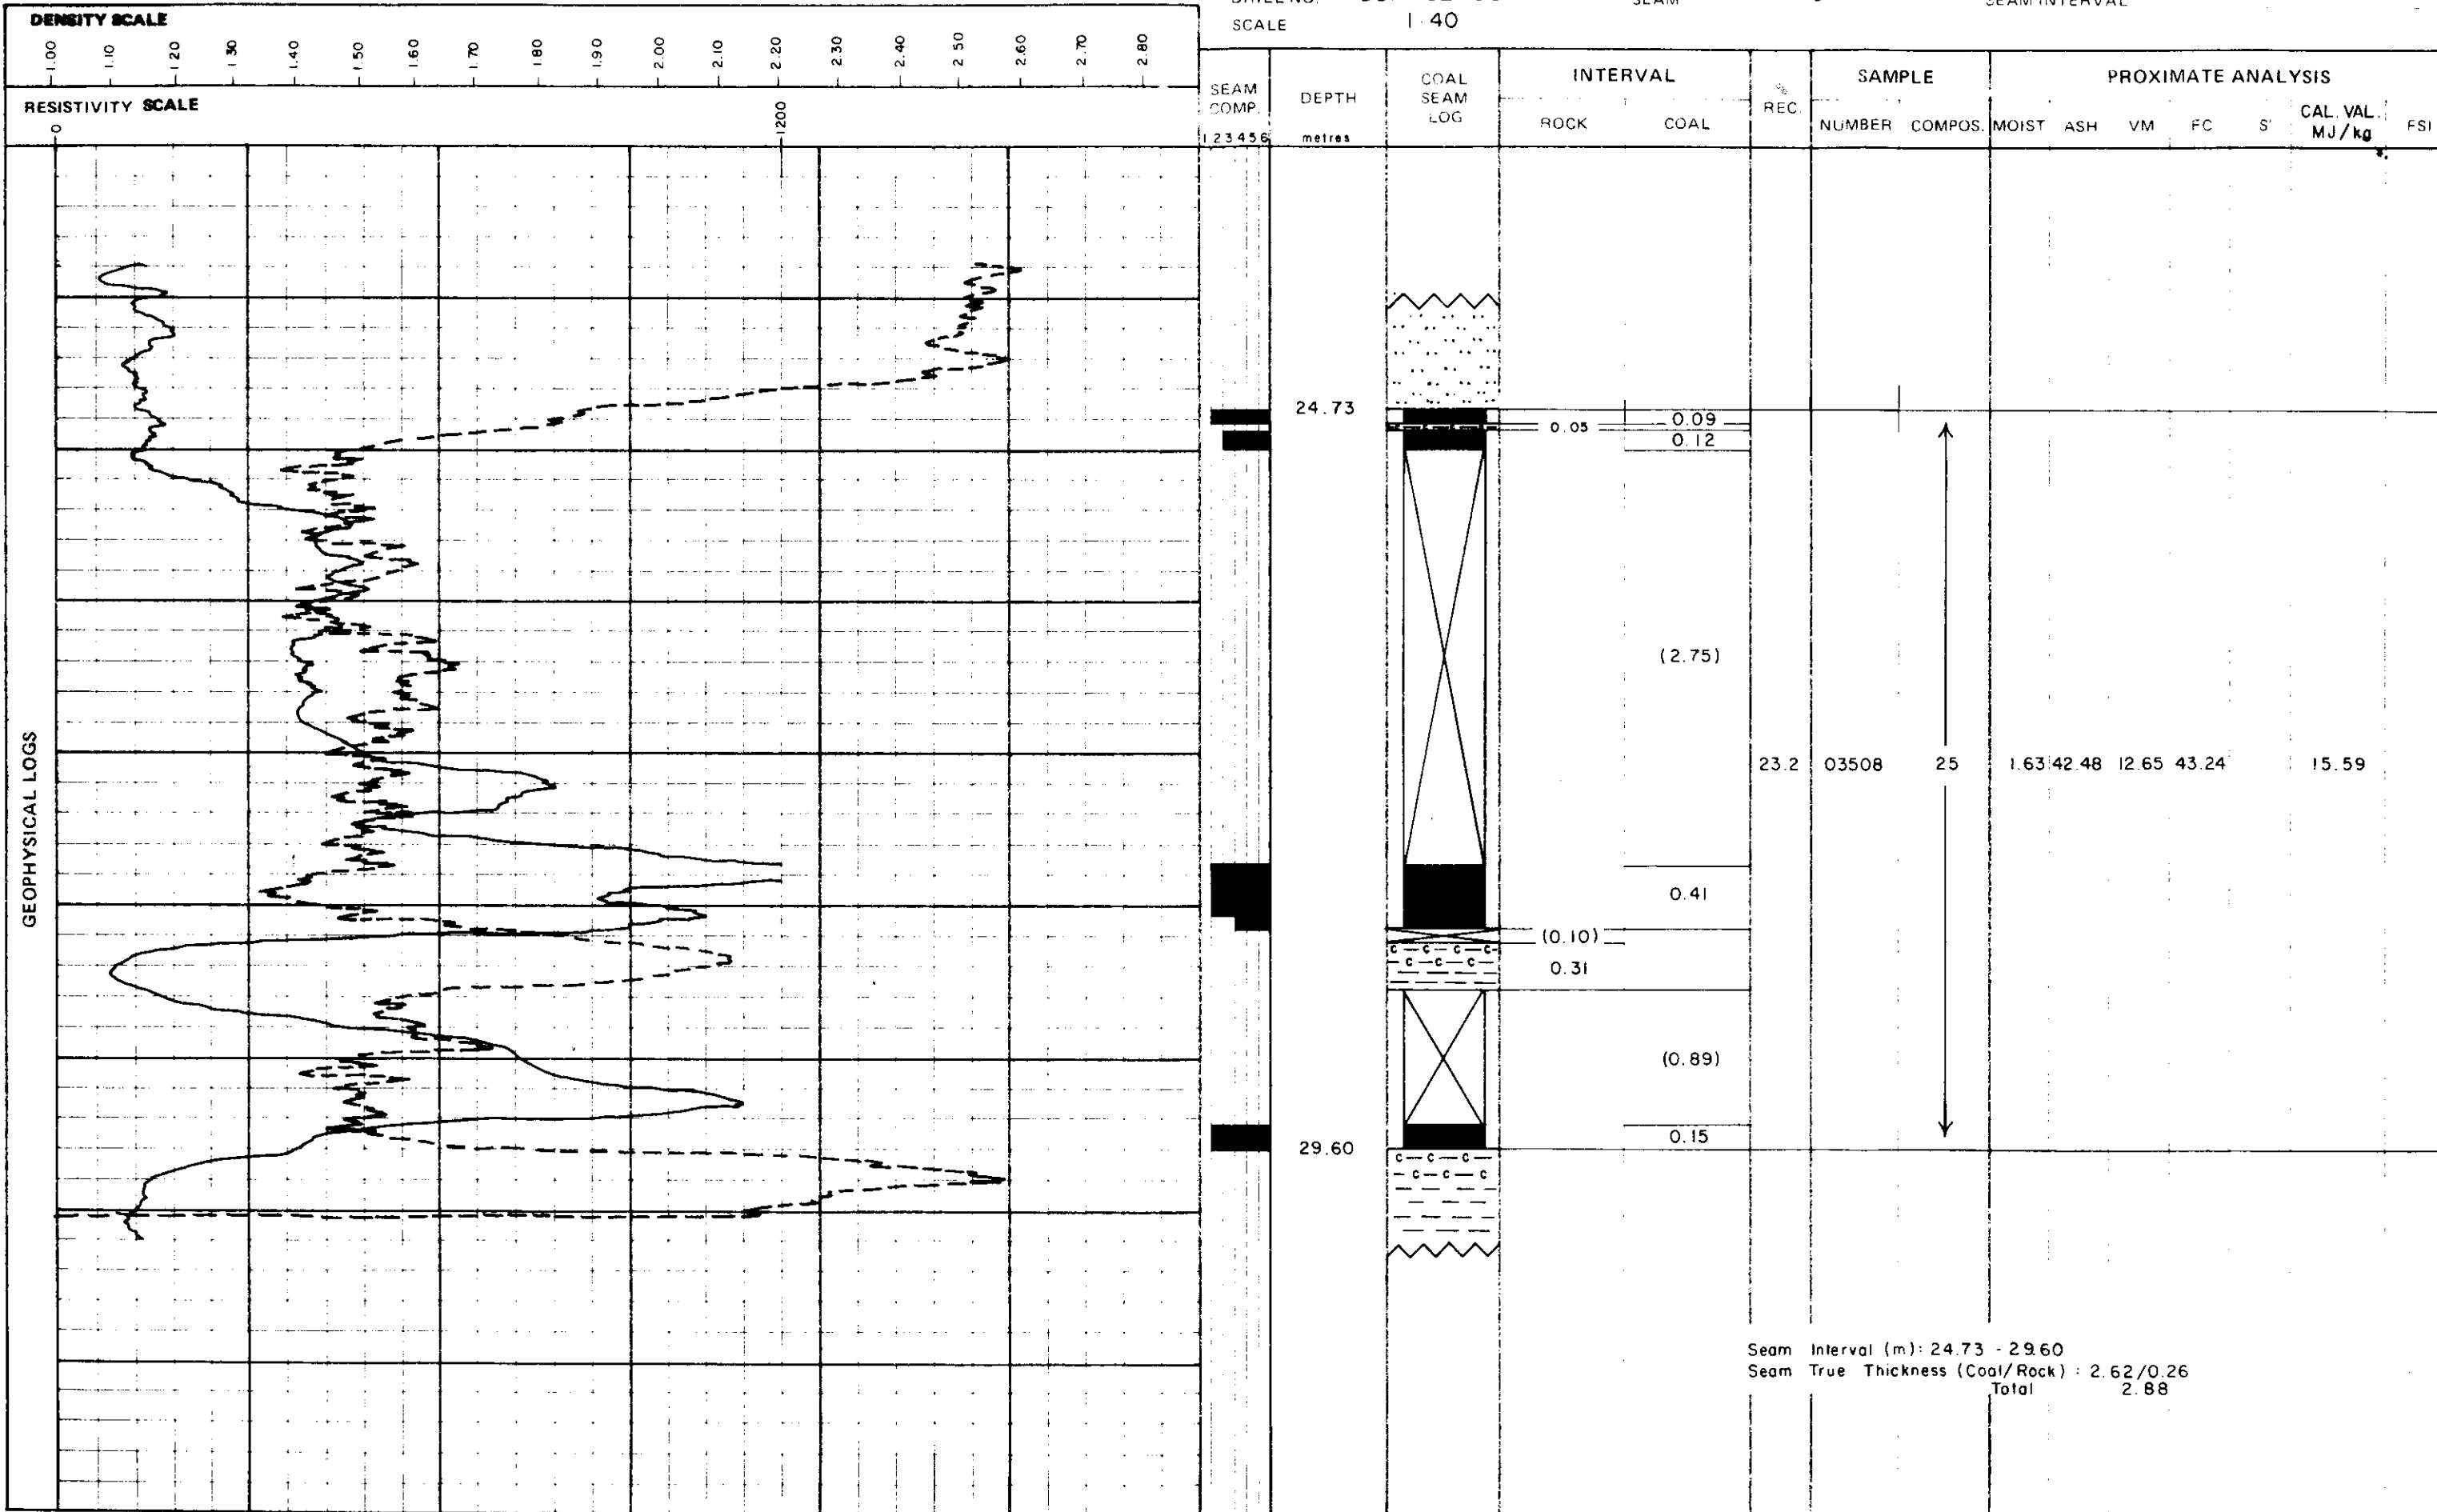 DENSITY SCALE
1.00 1.10 1.20 1.30 1.40 1.50 1.60 1.70 1.80 1.90 2.00 2.10 2.20 2.30 2.40 2.50 2.60 2.70 2.80
RESISTIVITY SCALE
0 1200
GEOPHYSICAL LOGS
SCALE 1:40
SEAM COMP.
1 2 3 4 5 6
DEPTH
metres
COAL SEAM LOG
INTERVAL
ROCK COAL
% REC.
SAMPLE
NUMBER COMPOS.
PROXIMATE ANALYSIS
MOIST ASH VM FC S CAL. VAL. MJ/kg FSI
24.73
0.09
0.05
0.12
(2.75)
23.2 03508 25 1.63 42.48 12.65 43.24 15.59
0.41
(0.10)
C — C — C — C
— C — C — C
0.31
(0.89)
0.15
29.60
C — C — C
— C — C — C
Seam Interval (m): 24.73 - 29.60
Seam True Thickness (Coal/Rock) : 2.62/0.26
Total 2.88